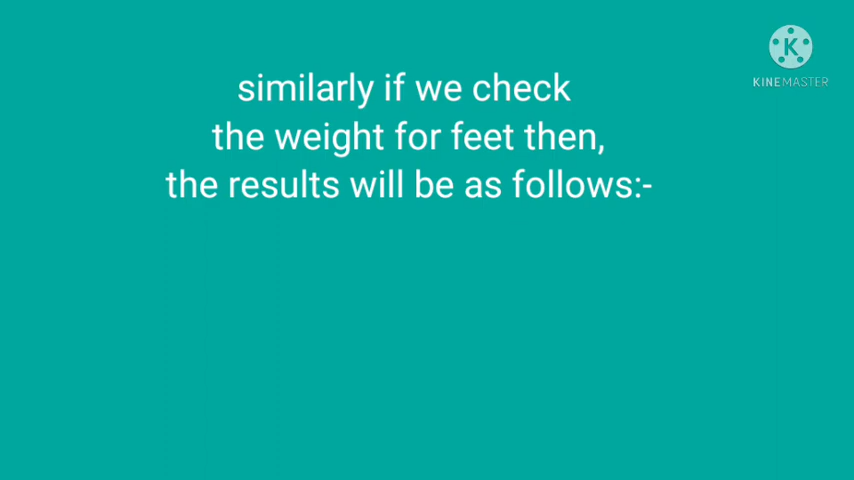 KINEMASTER
similarly if we check
the weight for feet then,
the results will be as follows:-